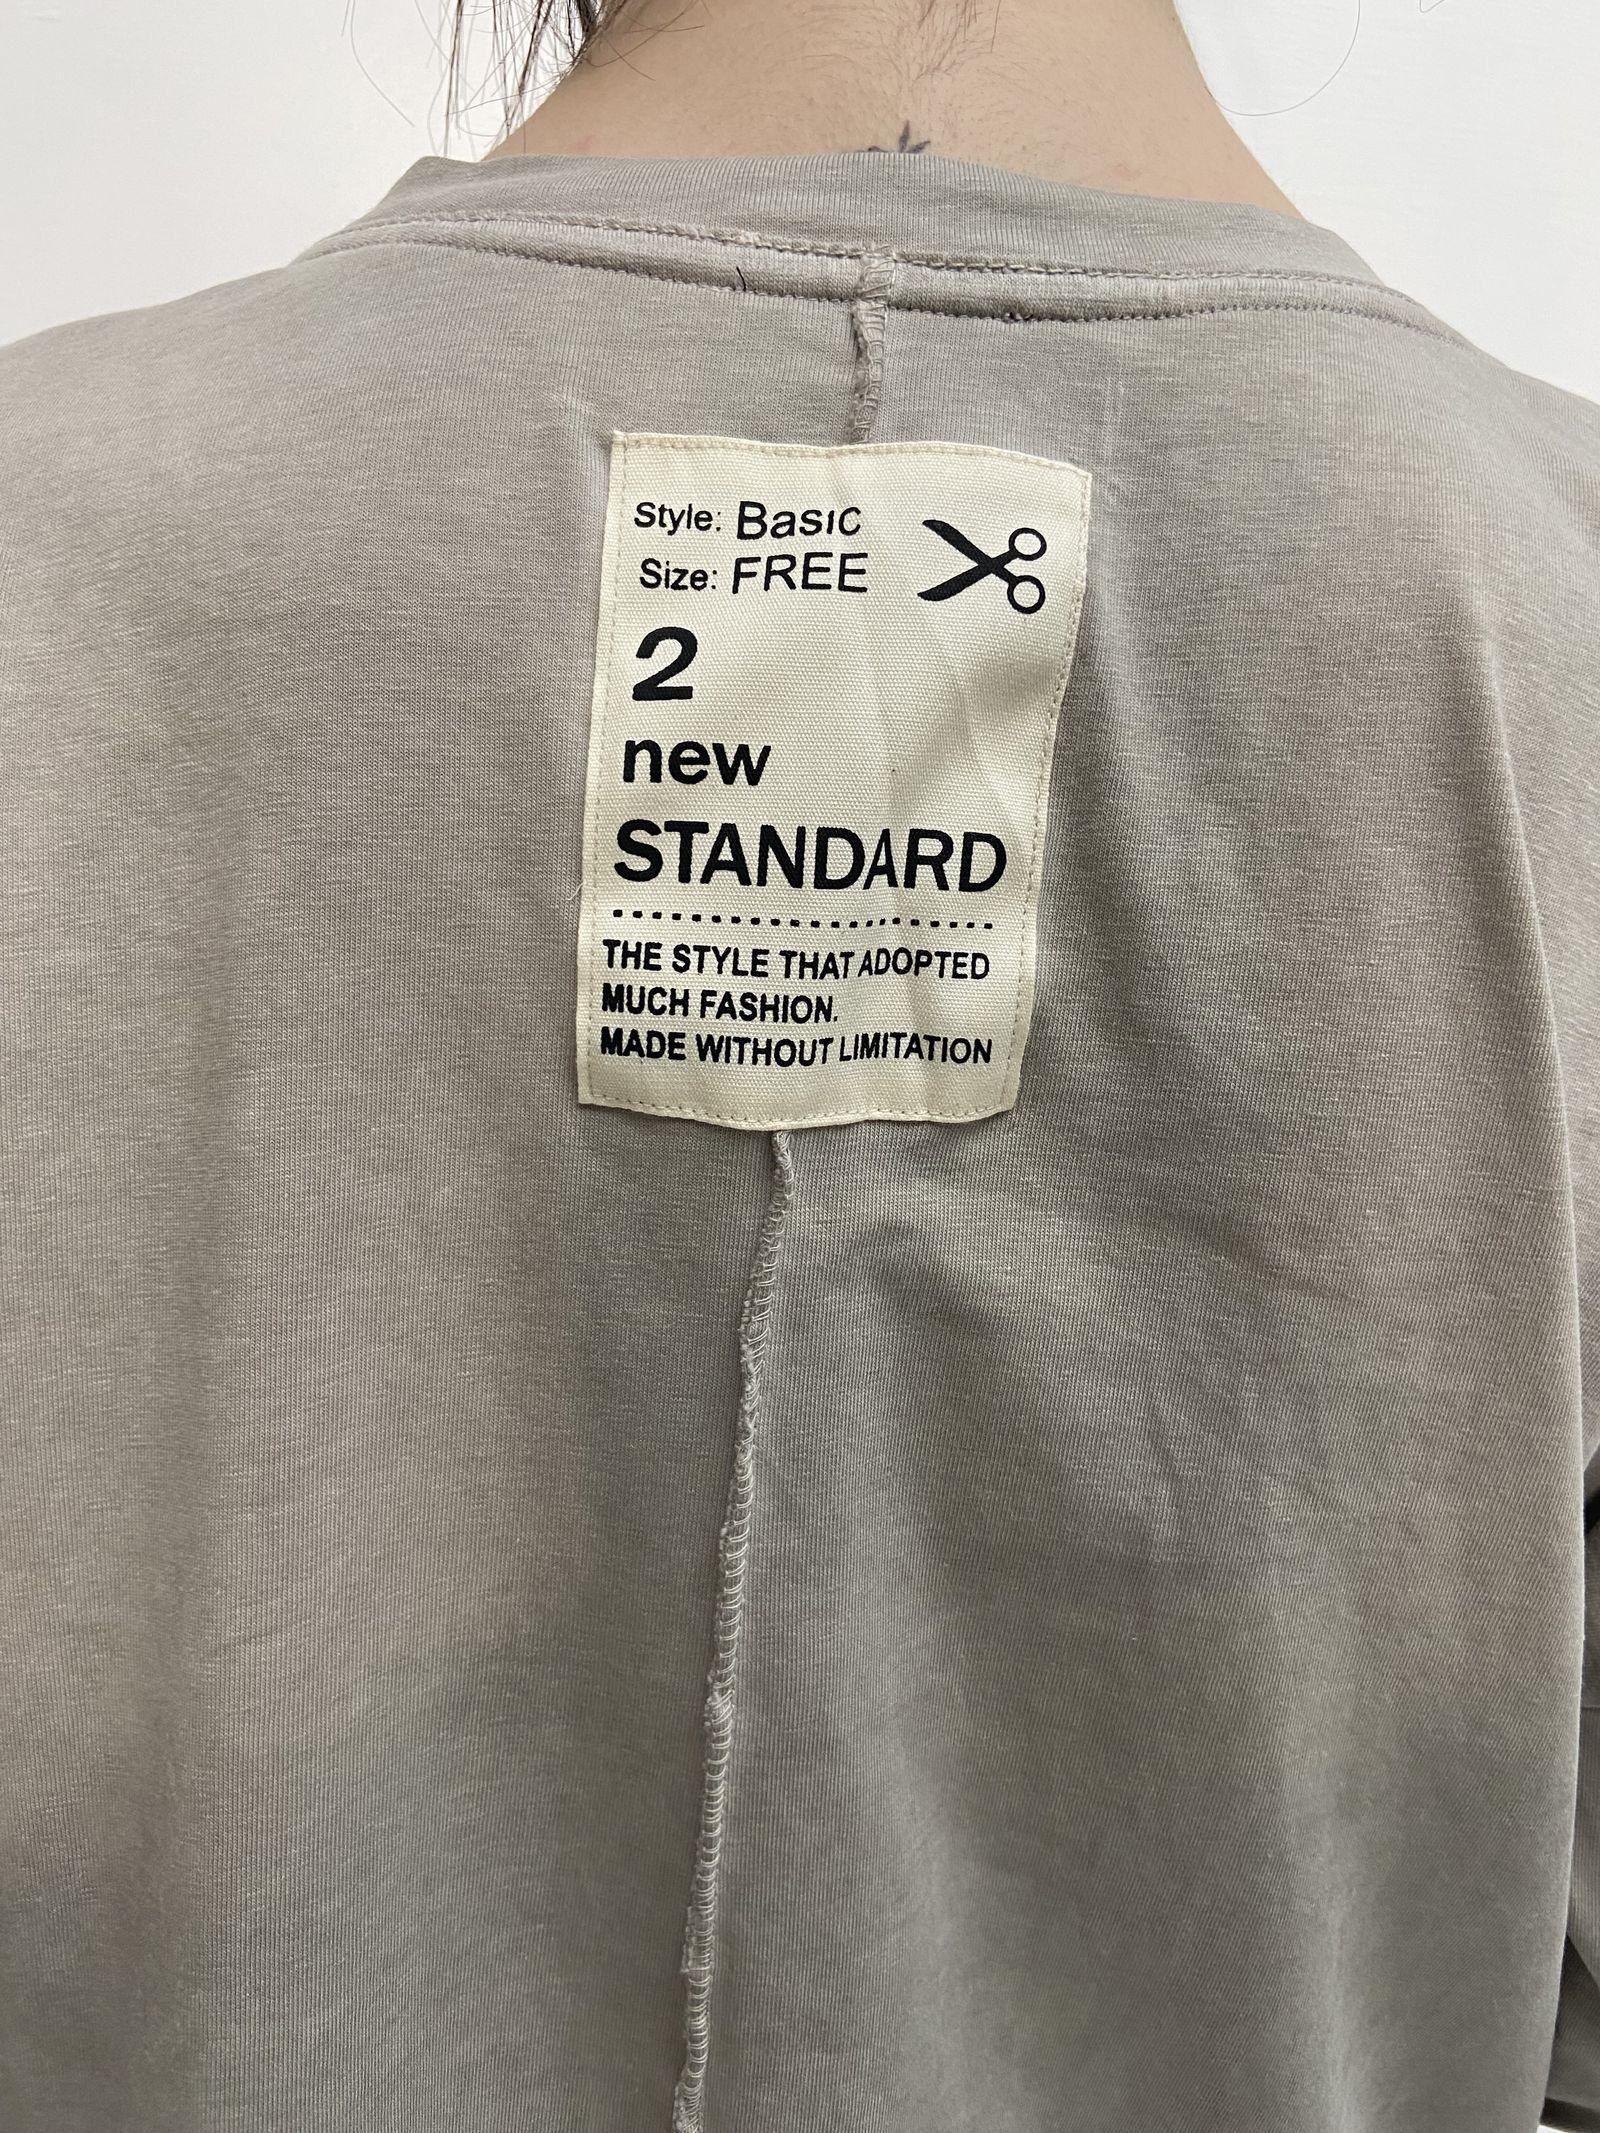 Style: Basic
Size: FREE
2
new
STANDARD
THE STYLE THAT ADOPTED
MUCH FASHION.
MADE WITHOUT LIMITATION